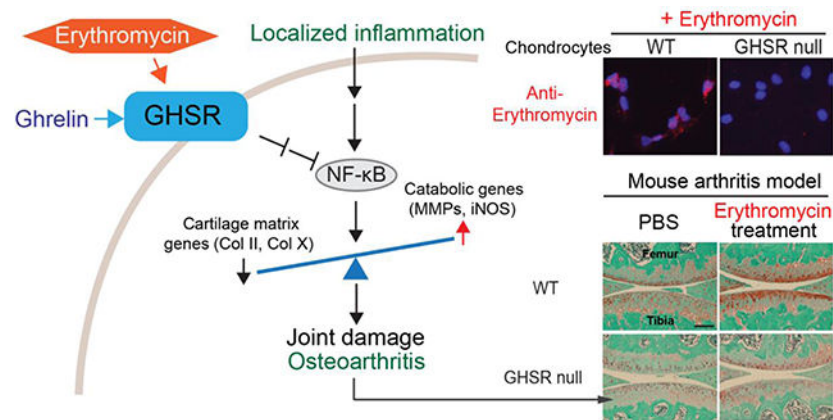 Erythromycin
Ghrelin
GHSR
Localized inflammation
NF-κB
Cartilage matrix
genes (Col II, Col X)
Catabolic genes
(MMPs, iNOS)
Joint damage
Osteoarthritis
+ Erythromycin
Chondrocytes
WT
GHSR null
Anti-
Erythromycin
Mouse arthritis model
PBS
Erythromycin
treatment
WT
Femur
Tibia
GHSR null